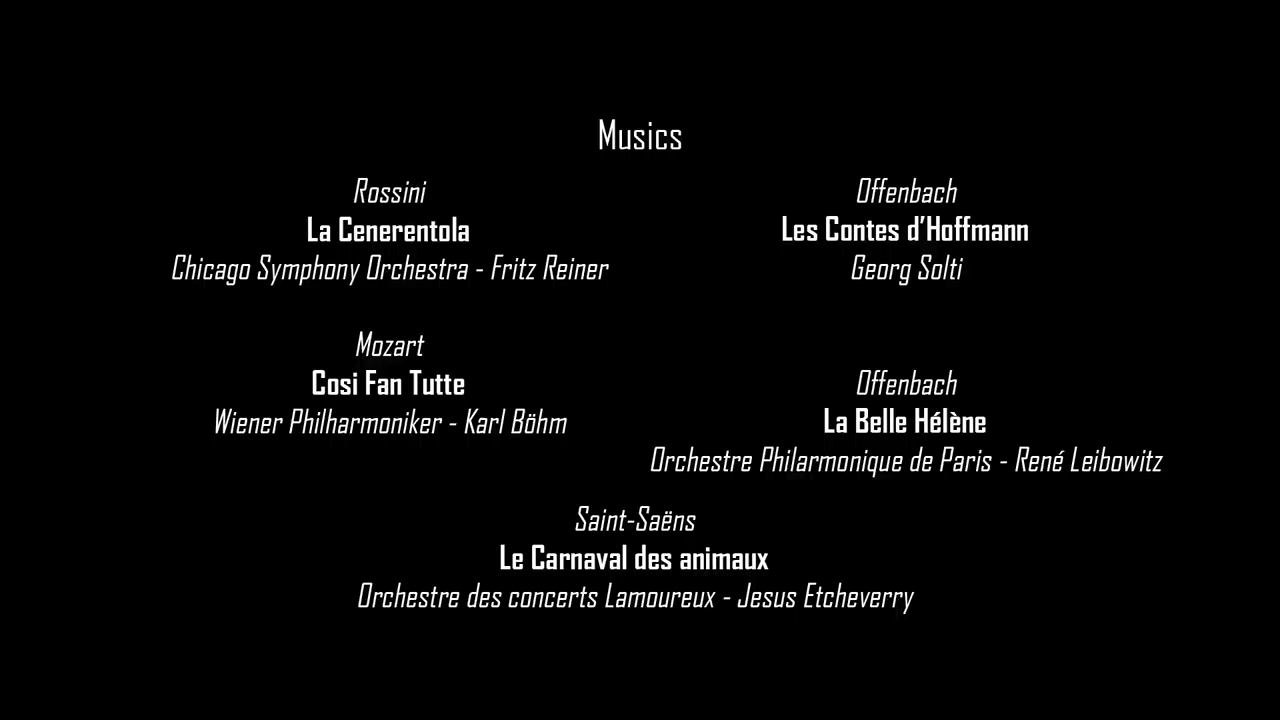 Musics
Rossini
La Cenerentola
Chicago Symphony Orchestra - Fritz Reiner
Offenbach
Les Contes d'Hoffmann
Georg Solti
Mozart
Cosi Fan Tutte
Wiener Philharmoniker - Karl Böhm
Offenbach
La Belle Hélène
Orchestre Philarmonique de Paris - René Leibowitz
Saint-Saëns
Le Carnaval des animaux
Orchestre des concerts Lamoureux - Jesus Etcheverry